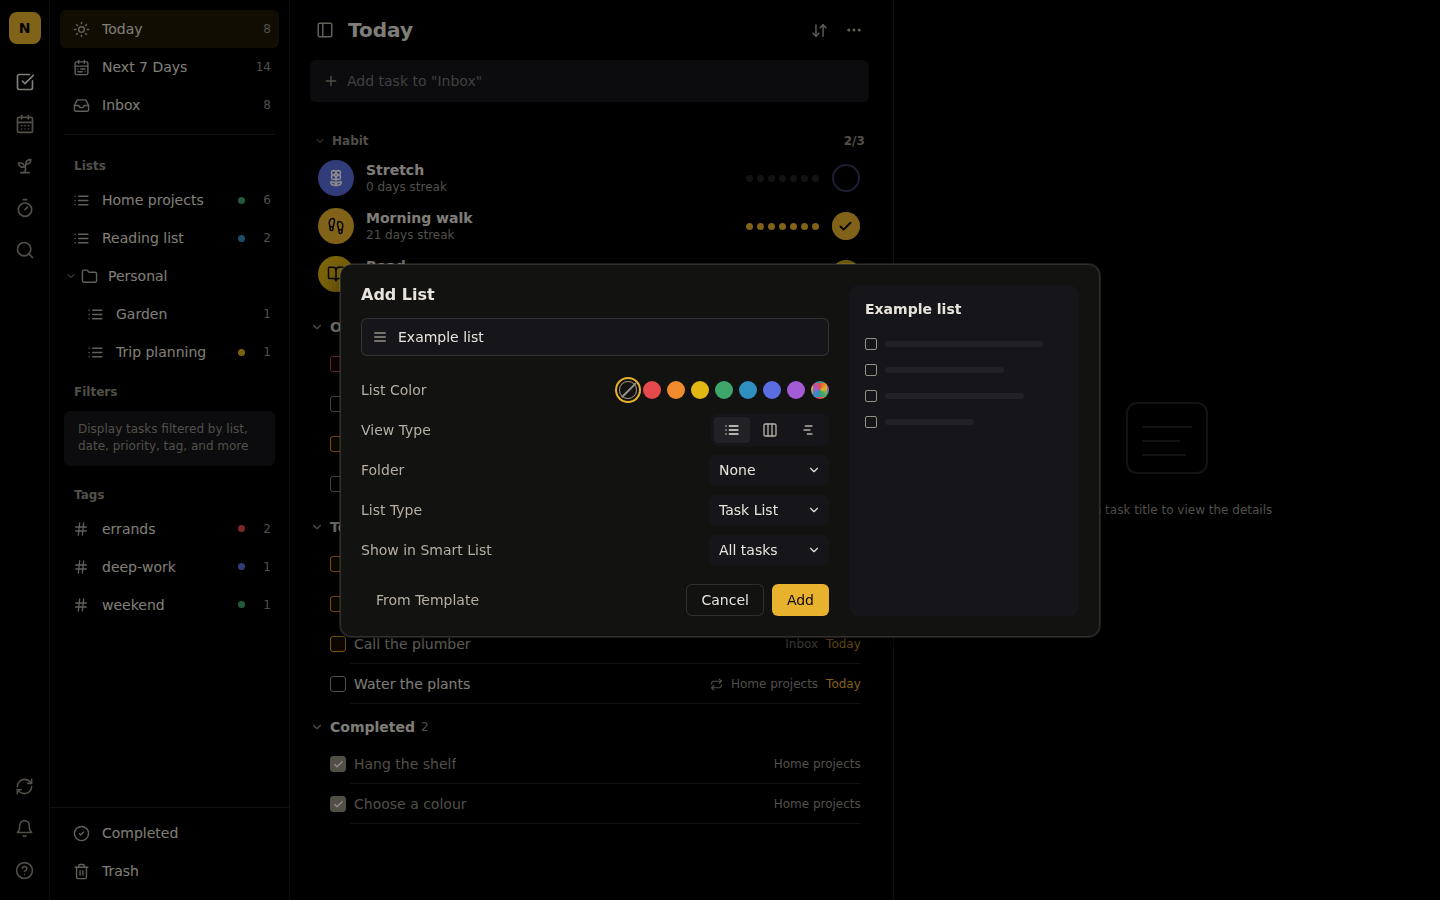 N
Today 8
Next 7 Days 14
Inbox 8
Lists
Home projects 6
Reading list 2
Personal
Garden 1
Trip planning 1
Filters
Display tasks filtered by list,
date, priority, tag, and more
Tags
# errands 2
# deep-work 1
# weekend 1
Completed
Trash
Today
Add task to "Inbox"
Habit 2/3
Stretch
0 days streak
Morning walk
21 days streak
Add List
Example list
List Color
View Type
Folder None
List Type Task List
Show in Smart List All tasks
From Template Cancel Add
Example list
Call the plumber Inbox Today
Water the plants Home projects Today
Completed 2
Hang the shelf Home projects
Choose a colour Home projects
task title to view the details